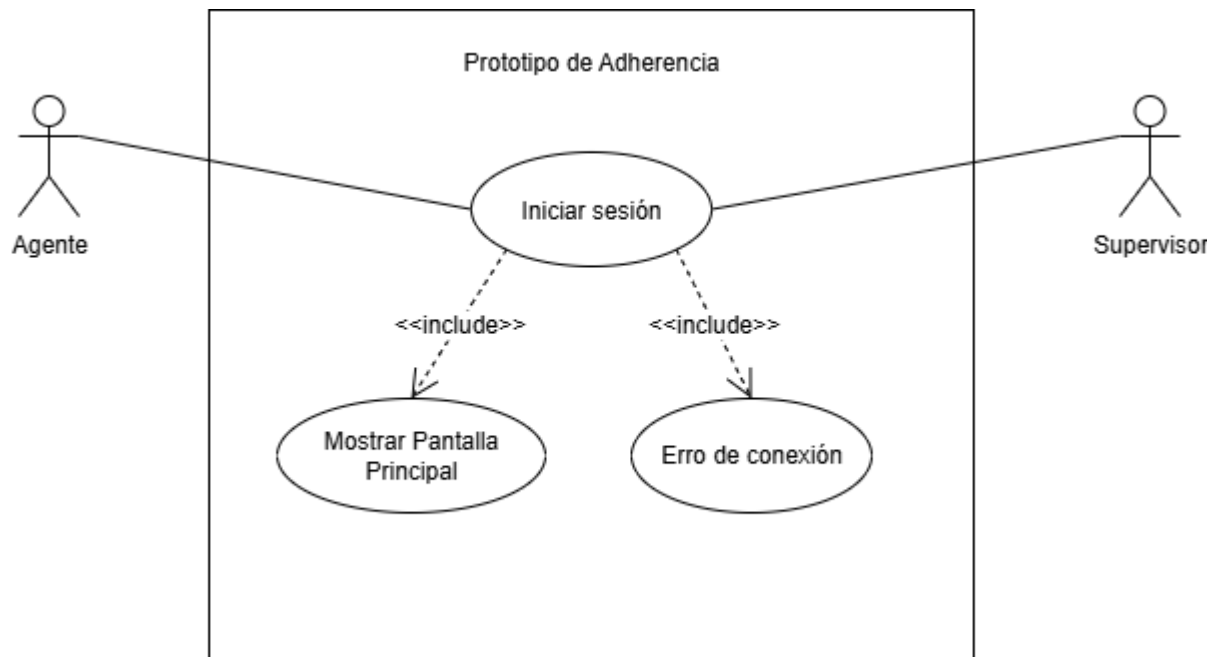 Prototipo de Adherencia
Iniciar sesión
Agente
Supervisor
<<include>>
<<include>>
Mostrar Pantalla
Principal
Erro de conexión